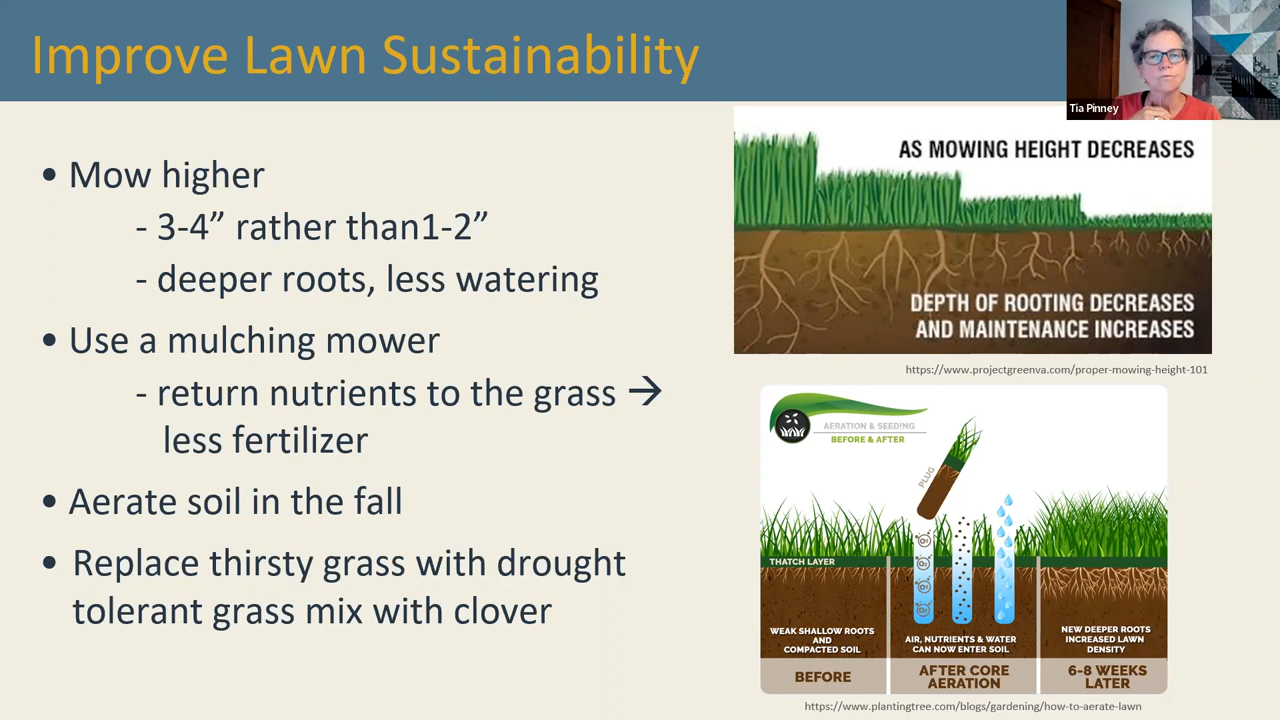 Improve Lawn Sustainability
Tia Pinney
• Mow higher
- 3-4” rather than1-2”
- deeper roots, less watering
• Use a mulching mower
- return nutrients to the grass →
less fertilizer
• Aerate soil in the fall
• Replace thirsty grass with drought
tolerant grass mix with clover
AS MOWING HEIGHT DECREASES
DEPTH OF ROOTING DECREASES
AND MAINTENANCE INCREASES
https://www.projectgreenva.com/proper-mowing-height-101
AERATION & SEEDING
BEFORE & AFTER
PLUG
THATCH LAYER
O₂
O₂
O₂
O₂
WEAK SHALLOW ROOTS
AND
COMPACTED SOIL
BEFORE
AIR, NUTRIENTS & WATER
CAN NOW ENTER SOIL
AFTER CORE
AERATION
NEW DEEPER ROOTS
INCREASED LAWN
DENSITY
6-8 WEEKS
LATER
https://www.plantingtree.com/blogs/gardening/how-to-aerate-lawn